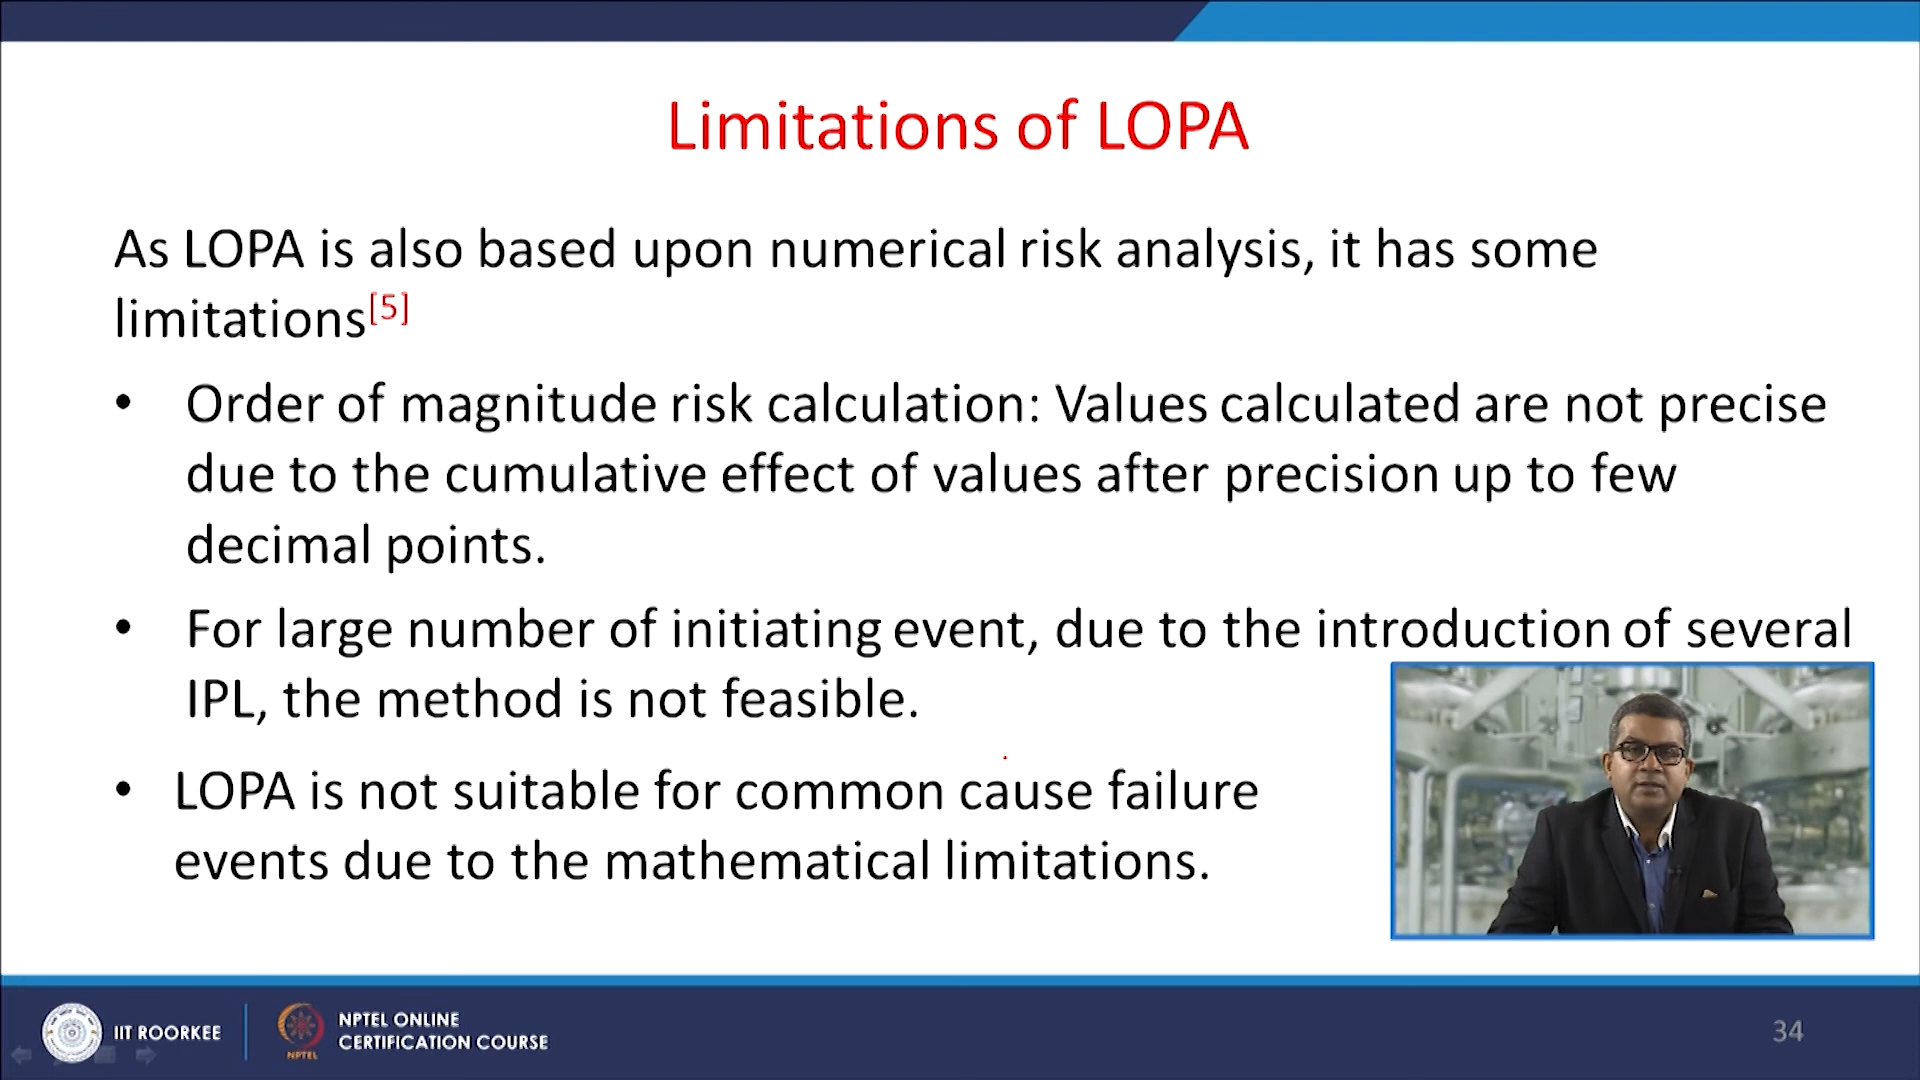 Limitations of LOPA
As LOPA is also based upon numerical risk analysis, it has some
limitations[5]
• Order of magnitude risk calculation: Values calculated are not precise
due to the cumulative effect of values after precision up to few
decimal points.
• For large number of initiating event, due to the introduction of several
IPL, the method is not feasible.
• LOPA is not suitable for common cause failure
events due to the mathematical limitations.
IIT ROORKEE
NPTEL
NPTEL ONLINE
CERTIFICATION COURSE
34